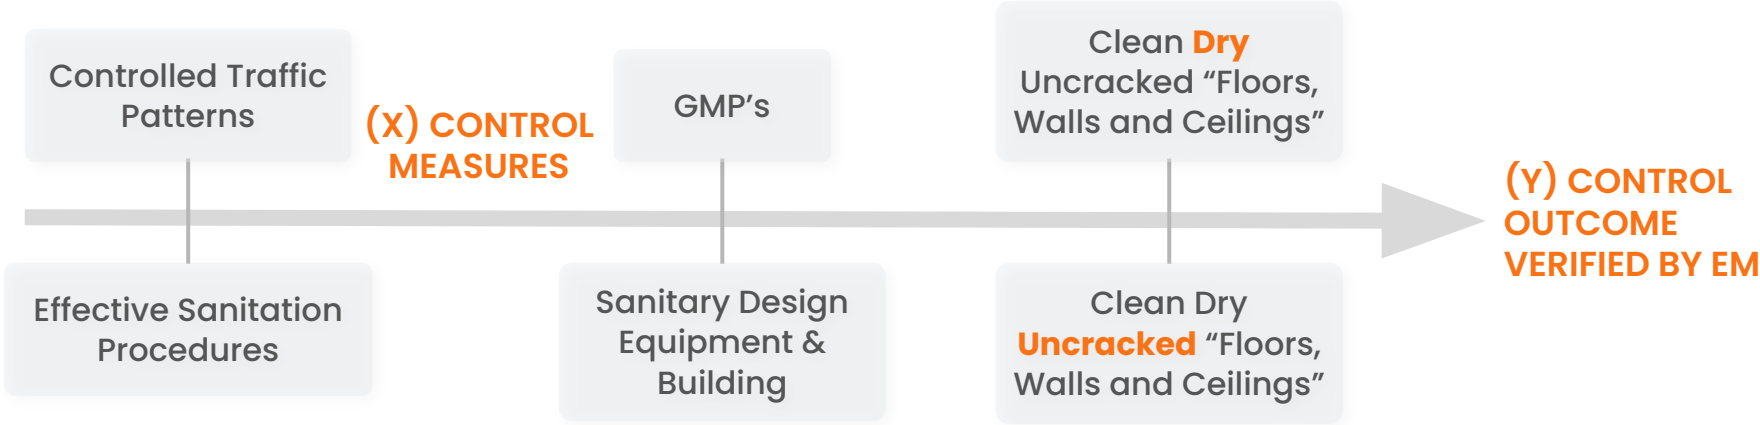 Controlled Traffic
Patterns
(X) CONTROL
MEASURES
GMP's
Clean Dry
Uncracked “Floors,
Walls and Ceilings”
(Y) CONTROL
OUTCOME
VERIFIED BY EM
Effective Sanitation
Procedures
Sanitary Design
Equipment &
Building
Clean Dry
Uncracked “Floors,
Walls and Ceilings”